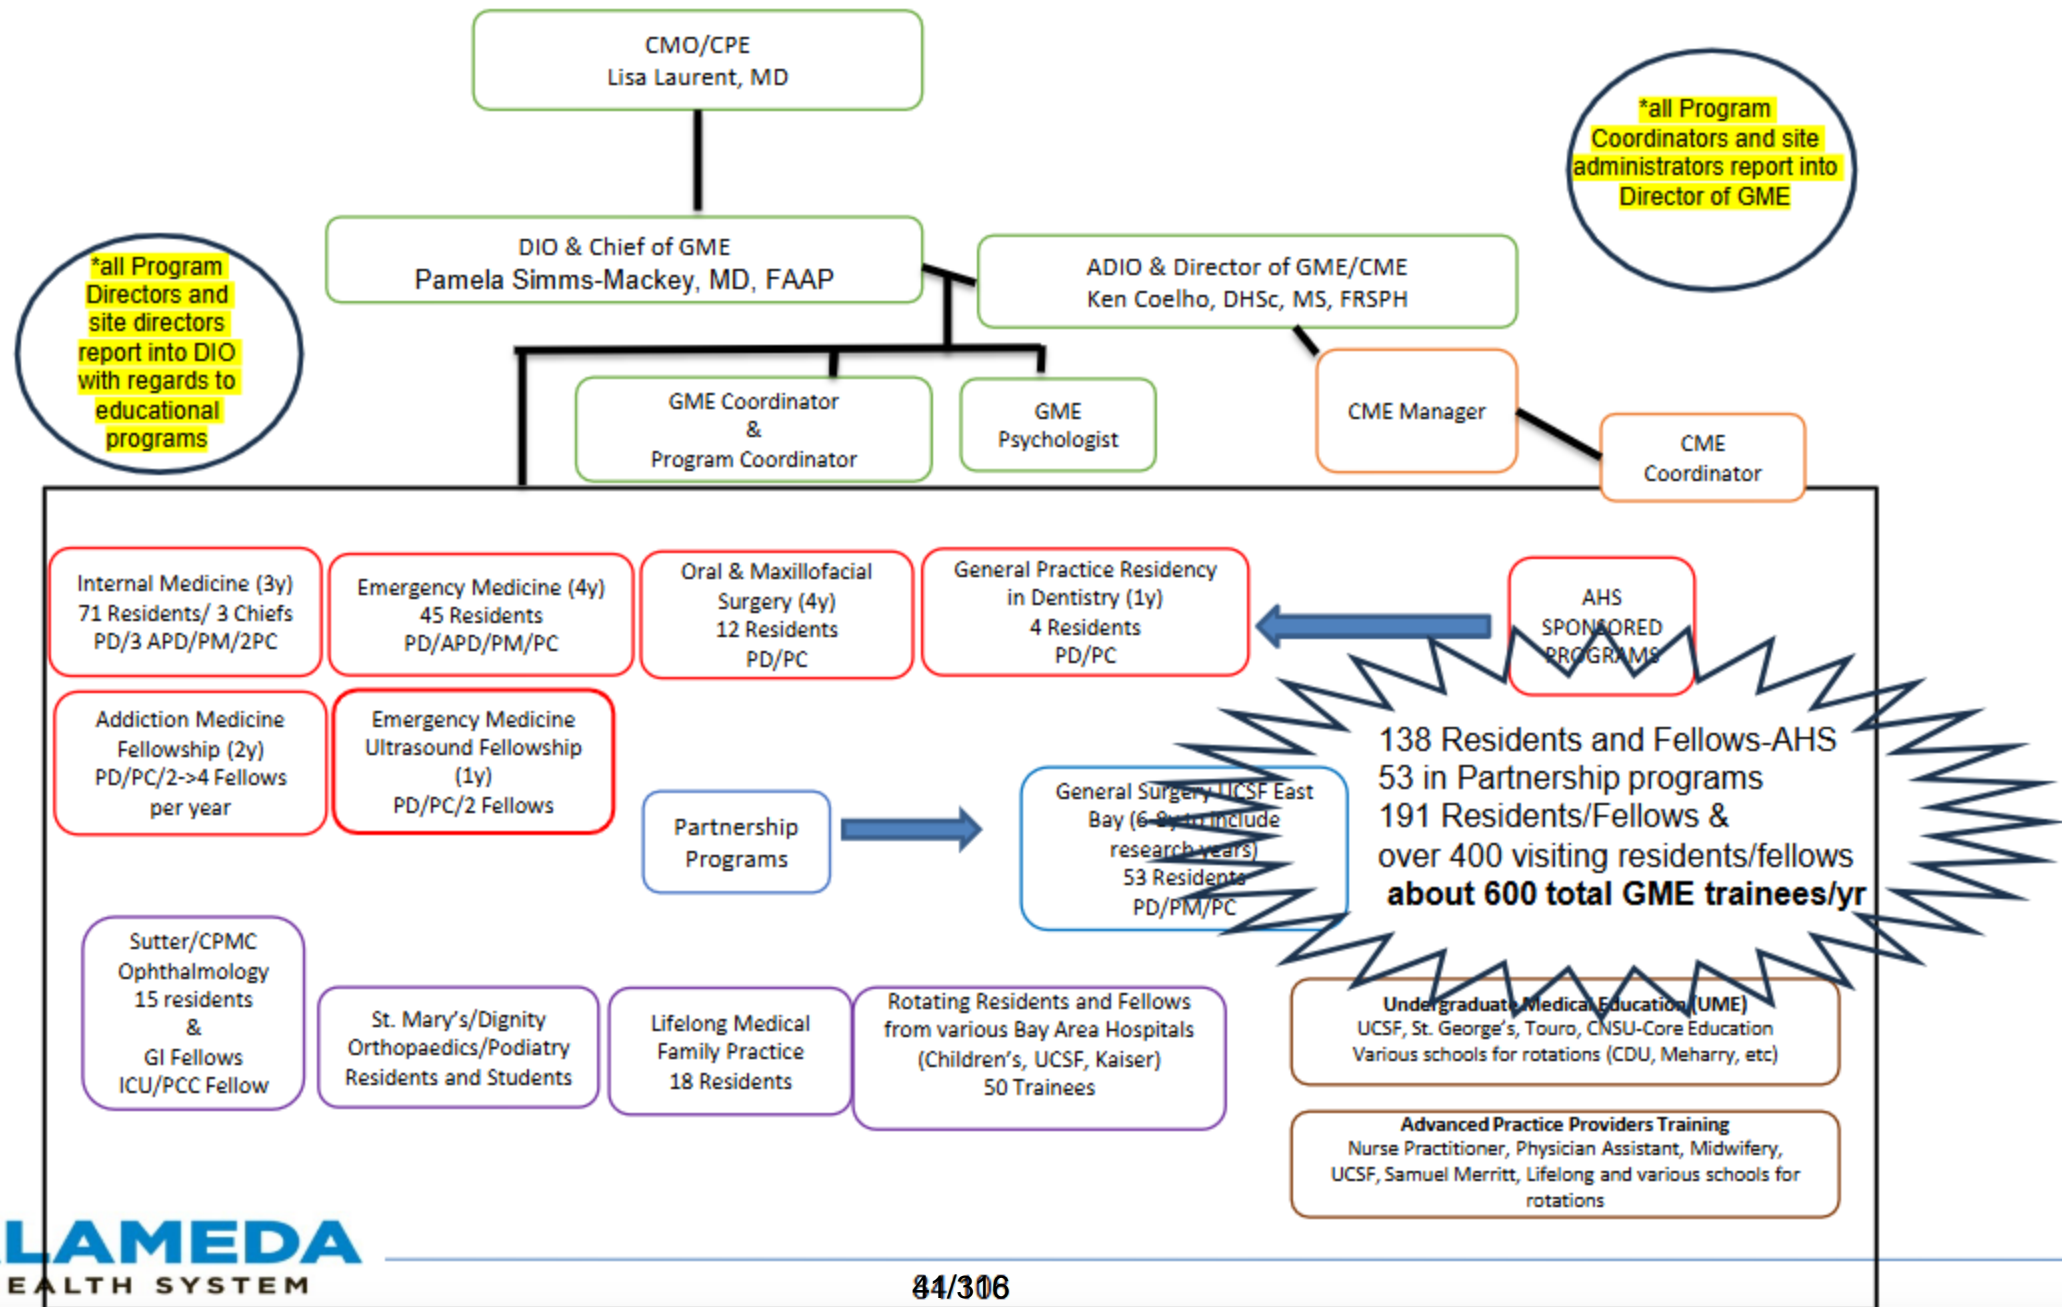 CMO/CPE
Lisa Laurent, MD
*all Program
Coordinators and site
administrators report into
Director of GME
DIO & Chief of GME
Pamela Simms-Mackey, MD, FAAP
ADIO & Director of GME/CME
Ken Coelho, DHSc, MS, FRSPH
*all Program
Directors and
site directors
report into DIO
with regards to
educational
programs
GME Coordinator
&
Program Coordinator
GME
Psychologist
CME Manager
CME
Coordinator
Internal Medicine (3y)
71 Residents/ 3 Chiefs
PD/3 APD/PM/2PC
Emergency Medicine (4y)
45 Residents
PD/APD/PM/PC
Oral & Maxillofacial
Surgery (4y)
12 Residents
PD/PC
General Practice Residency
in Dentistry (1y)
4 Residents
PD/PC
AHS
SPONSORED
PROGRAMS
Addiction Medicine
Fellowship (2y)
PD/PC/2->4 Fellows
per year
Emergency Medicine
Ultrasound Fellowship
(1y)
PD/PC/2 Fellows
Partnership
Programs
General Surgery UCSF East
Bay (6-8y to include
research years)
53 Residents
PD/PM/PC
138 Residents and Fellows-AHS
53 in Partnership programs
191 Residents/Fellows &
over 400 visiting residents/fellows
about 600 total GME trainees/yr
Sutter/CPMC
Ophthalmology
15 residents
&
GI Fellows
ICU/PCC Fellow
St. Mary's/Dignity
Orthopaedics/Podiatry
Residents and Students
Lifelong Medical
Family Practice
18 Residents
Rotating Residents and Fellows
from various Bay Area Hospitals
(Children's, UCSF, Kaiser)
50 Trainees
Undergraduate Medical Education (UME)
UCSF, St. George's, Touro, CNSU-Core Education
Various schools for rotations (CDU, Meharry, etc)
Advanced Practice Providers Training
Nurse Practitioner, Physician Assistant, Midwifery,
UCSF, Samuel Merritt, Lifelong and various schools for
rotations
LAMEDA
EALTH SYSTEM